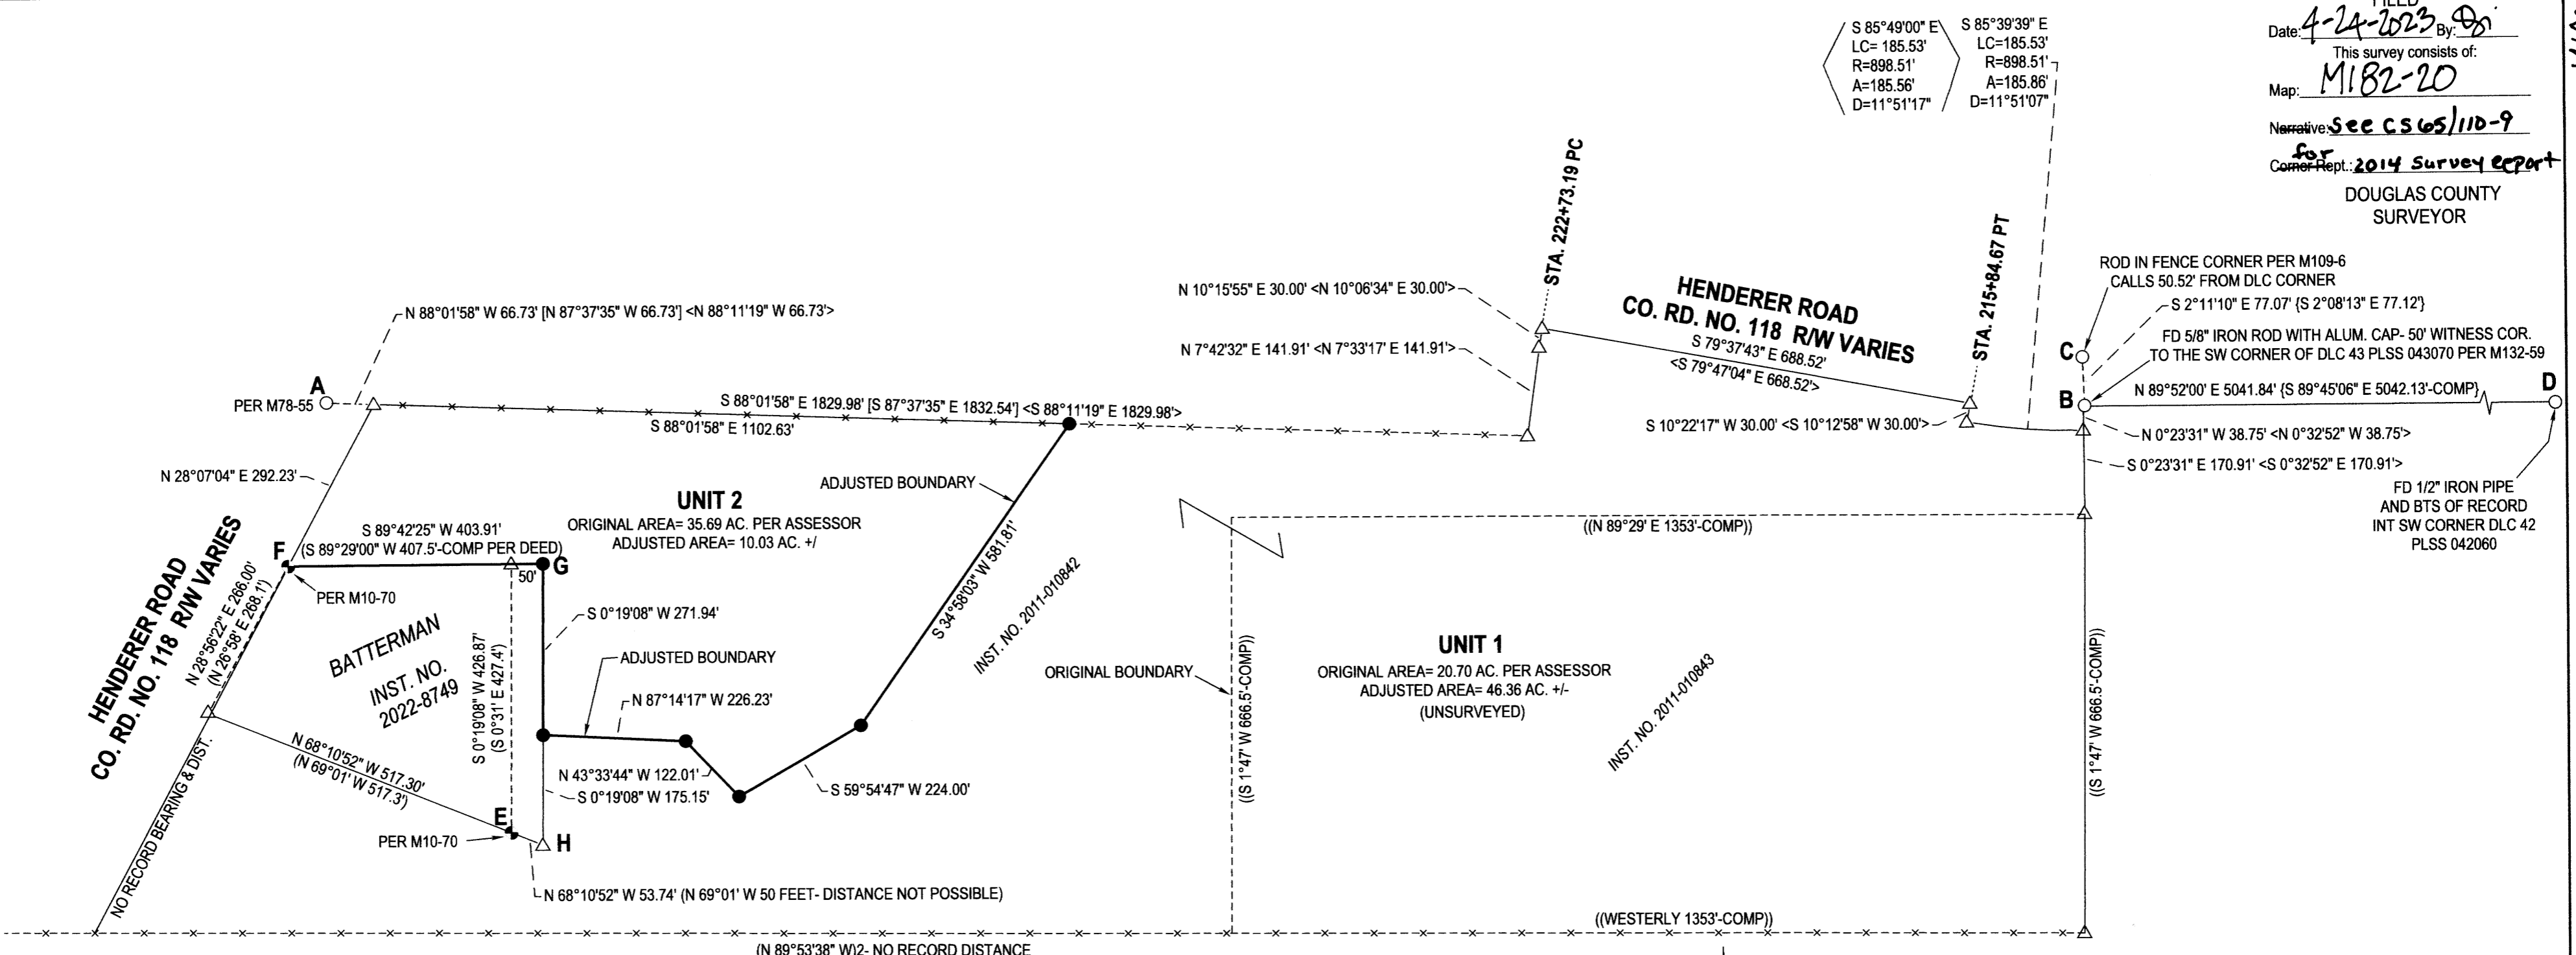 FILED
Date: 4-24-2023 By:
This survey consists of:
Map: M182-20
Narrative: See CS65/110-9
for
Corner Rept.: 2014 Survey report
DOUGLAS COUNTY
SURVEYOR
S 85°49'00" E
LC= 185.53'
R=898.51'
A=185.56'
D=11°51'17"
S 85°39'39" E
LC=185.53'
R=898.51'
A=185.86'
D=11°51'07"
STA. 222+73.19 PC
STA. 215+84.67 PT
HENDERER ROAD
CO. RD. NO. 118 R/W VARIES
S 79°37'43" E 688.52'
<S 79°47'04" E 668.52'>
N 10°15'55" E 30.00' <N 10°06'34" E 30.00'>
N 7°42'32" E 141.91' <N 7°33'17" E 141.91'>
S 10°22'17" W 30.00' <S 10°12'58" W 30.00'>
ROD IN FENCE CORNER PER M109-6
CALLS 50.52' FROM DLC CORNER
S 2°11'10" E 77.07' {S 2°08'13" E 77.12'}
FD 5/8" IRON ROD WITH ALUM. CAP- 50' WITNESS COR.
TO THE SW CORNER OF DLC 43 PLSS 043070 PER M132-59
C
B
D
N 89°52'00" E 5041.84' {S 89°45'06" E 5042.13'-COMP}
N 0°23'31" W 38.75' <N 0°32'52" W 38.75'>
S 0°23'31" E 170.91' <S 0°32'52" E 170.91'>
FD 1/2" IRON PIPE
AND BTS OF RECORD
INT SW CORNER DLC 42
PLSS 042060
N 88°01'58" W 66.73' [N 87°37'35" W 66.73'] <N 88°11'19" W 66.73'>
A
PER M78-55
S 88°01'58" E 1829.98' [S 87°37'35" E 1832.54'] <S 88°11'19" E 1829.98'>
S 88°01'58" E 1102.63'
N 28°07'04" E 292.23'
ADJUSTED BOUNDARY
UNIT 2
ORIGINAL AREA= 35.69 AC. PER ASSESSOR
ADJUSTED AREA= 10.03 AC. +/
S 89°42'25" W 403.91'
(S 89°29'00" W 407.5'-COMP PER DEED)
F
G
50'
PER M10-70
HENDERER ROAD
CO. RD. NO. 118 R/W VARIES
N 28°56'22" E 266.00'
(N 26°58' E 268.1')
BATTERMAN
INST. NO.
2022-8749
S 0°19'08" W 426.87'
(S 0°31' E 427.4')
S 0°19'08" W 271.94'
ADJUSTED BOUNDARY
N 87°14'17" W 226.23'
S 34°58'03" W 581.81'
INST. NO. 2011-010842
N 43°33'44" W 122.01'
S 0°19'08" W 175.15'
S 59°54'47" W 224.00'
N 68°10'52" W 517.30'
(N 69°01' W 517.3')
E
PER M10-70
H
N 68°10'52" W 53.74' (N 69°01' W 50 FEET- DISTANCE NOT POSSIBLE)
NO RECORD BEARING & DIST.
((N 89°29' E 1353'-COMP))
ORIGINAL BOUNDARY
((S 1°47' W 666.5'-COMP))
UNIT 1
ORIGINAL AREA= 20.70 AC. PER ASSESSOR
ADJUSTED AREA= 46.36 AC. +/-
(UNSURVEYED)
INST. NO. 2011-010843
((S 1°47' W 666.5'-COMP))
((WESTERLY 1353'-COMP))
(N 89°53'38" W)2- NO RECORD DISTANCE